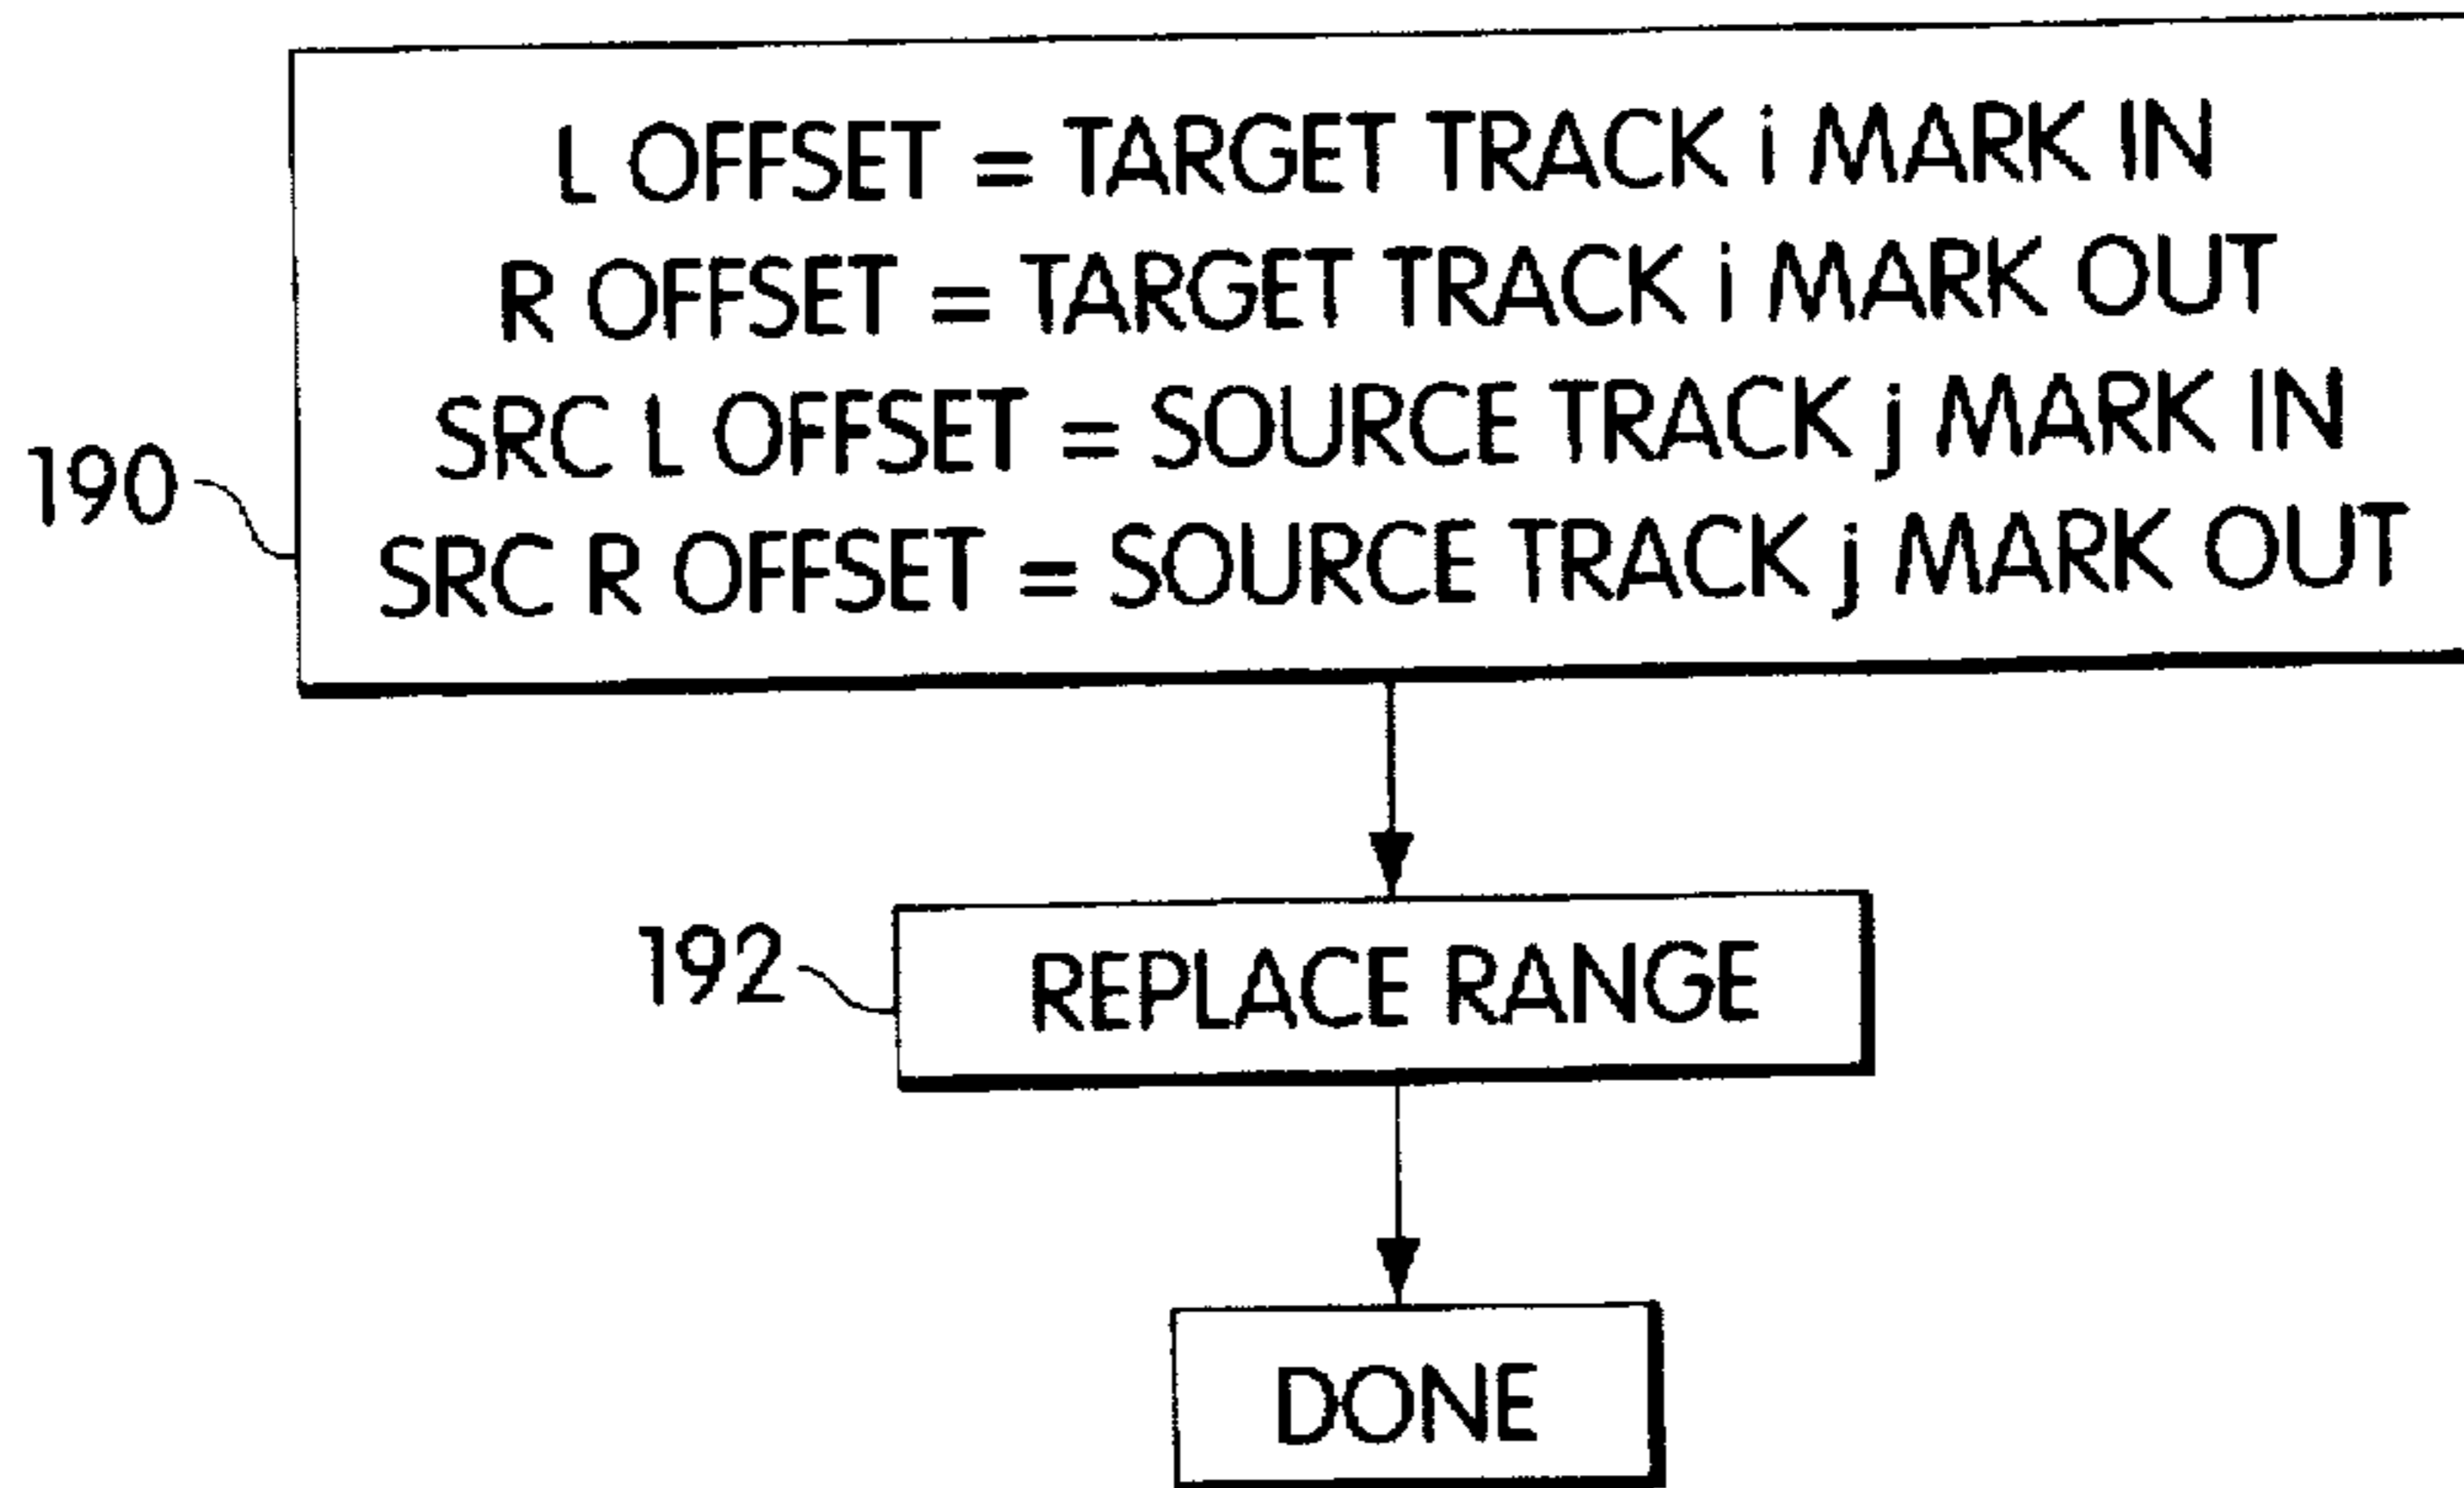 L OFFSET = TARGET TRACK i MARK IN
R OFFSET = TARGET TRACK i MARK OUT
SRC L OFFSET = SOURCE TRACK j MARK IN
SRC R OFFSET = SOURCE TRACK j MARK OUT
190
192
REPLACE RANGE
DONE